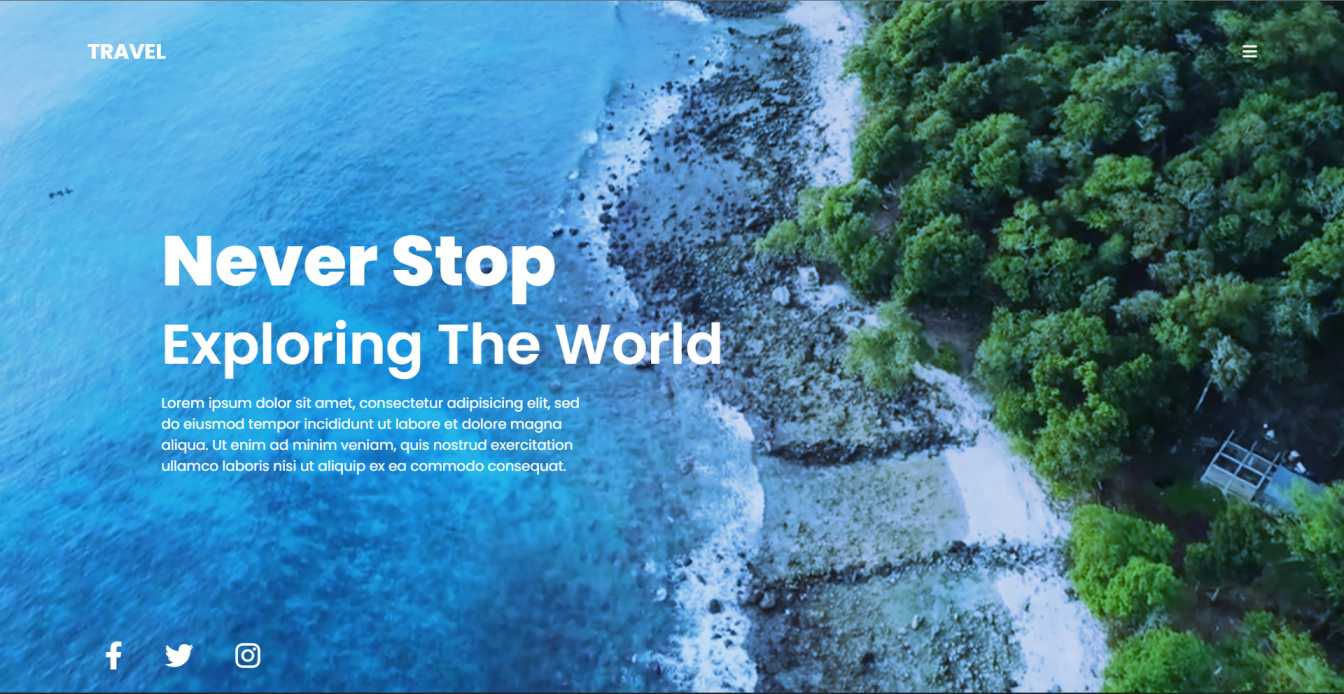 TRAVEL
Never Stop
Exploring The World
Lorem ipsum dolor sit amet, consectetur adipisicing elit, sed
do eiusmod tempor incididunt ut labore et dolore magna
aliqua. Ut enim ad minim veniam, quis nostrud exercitation
ullamco laboris nisi ut aliquip ex ea commodo consequat.